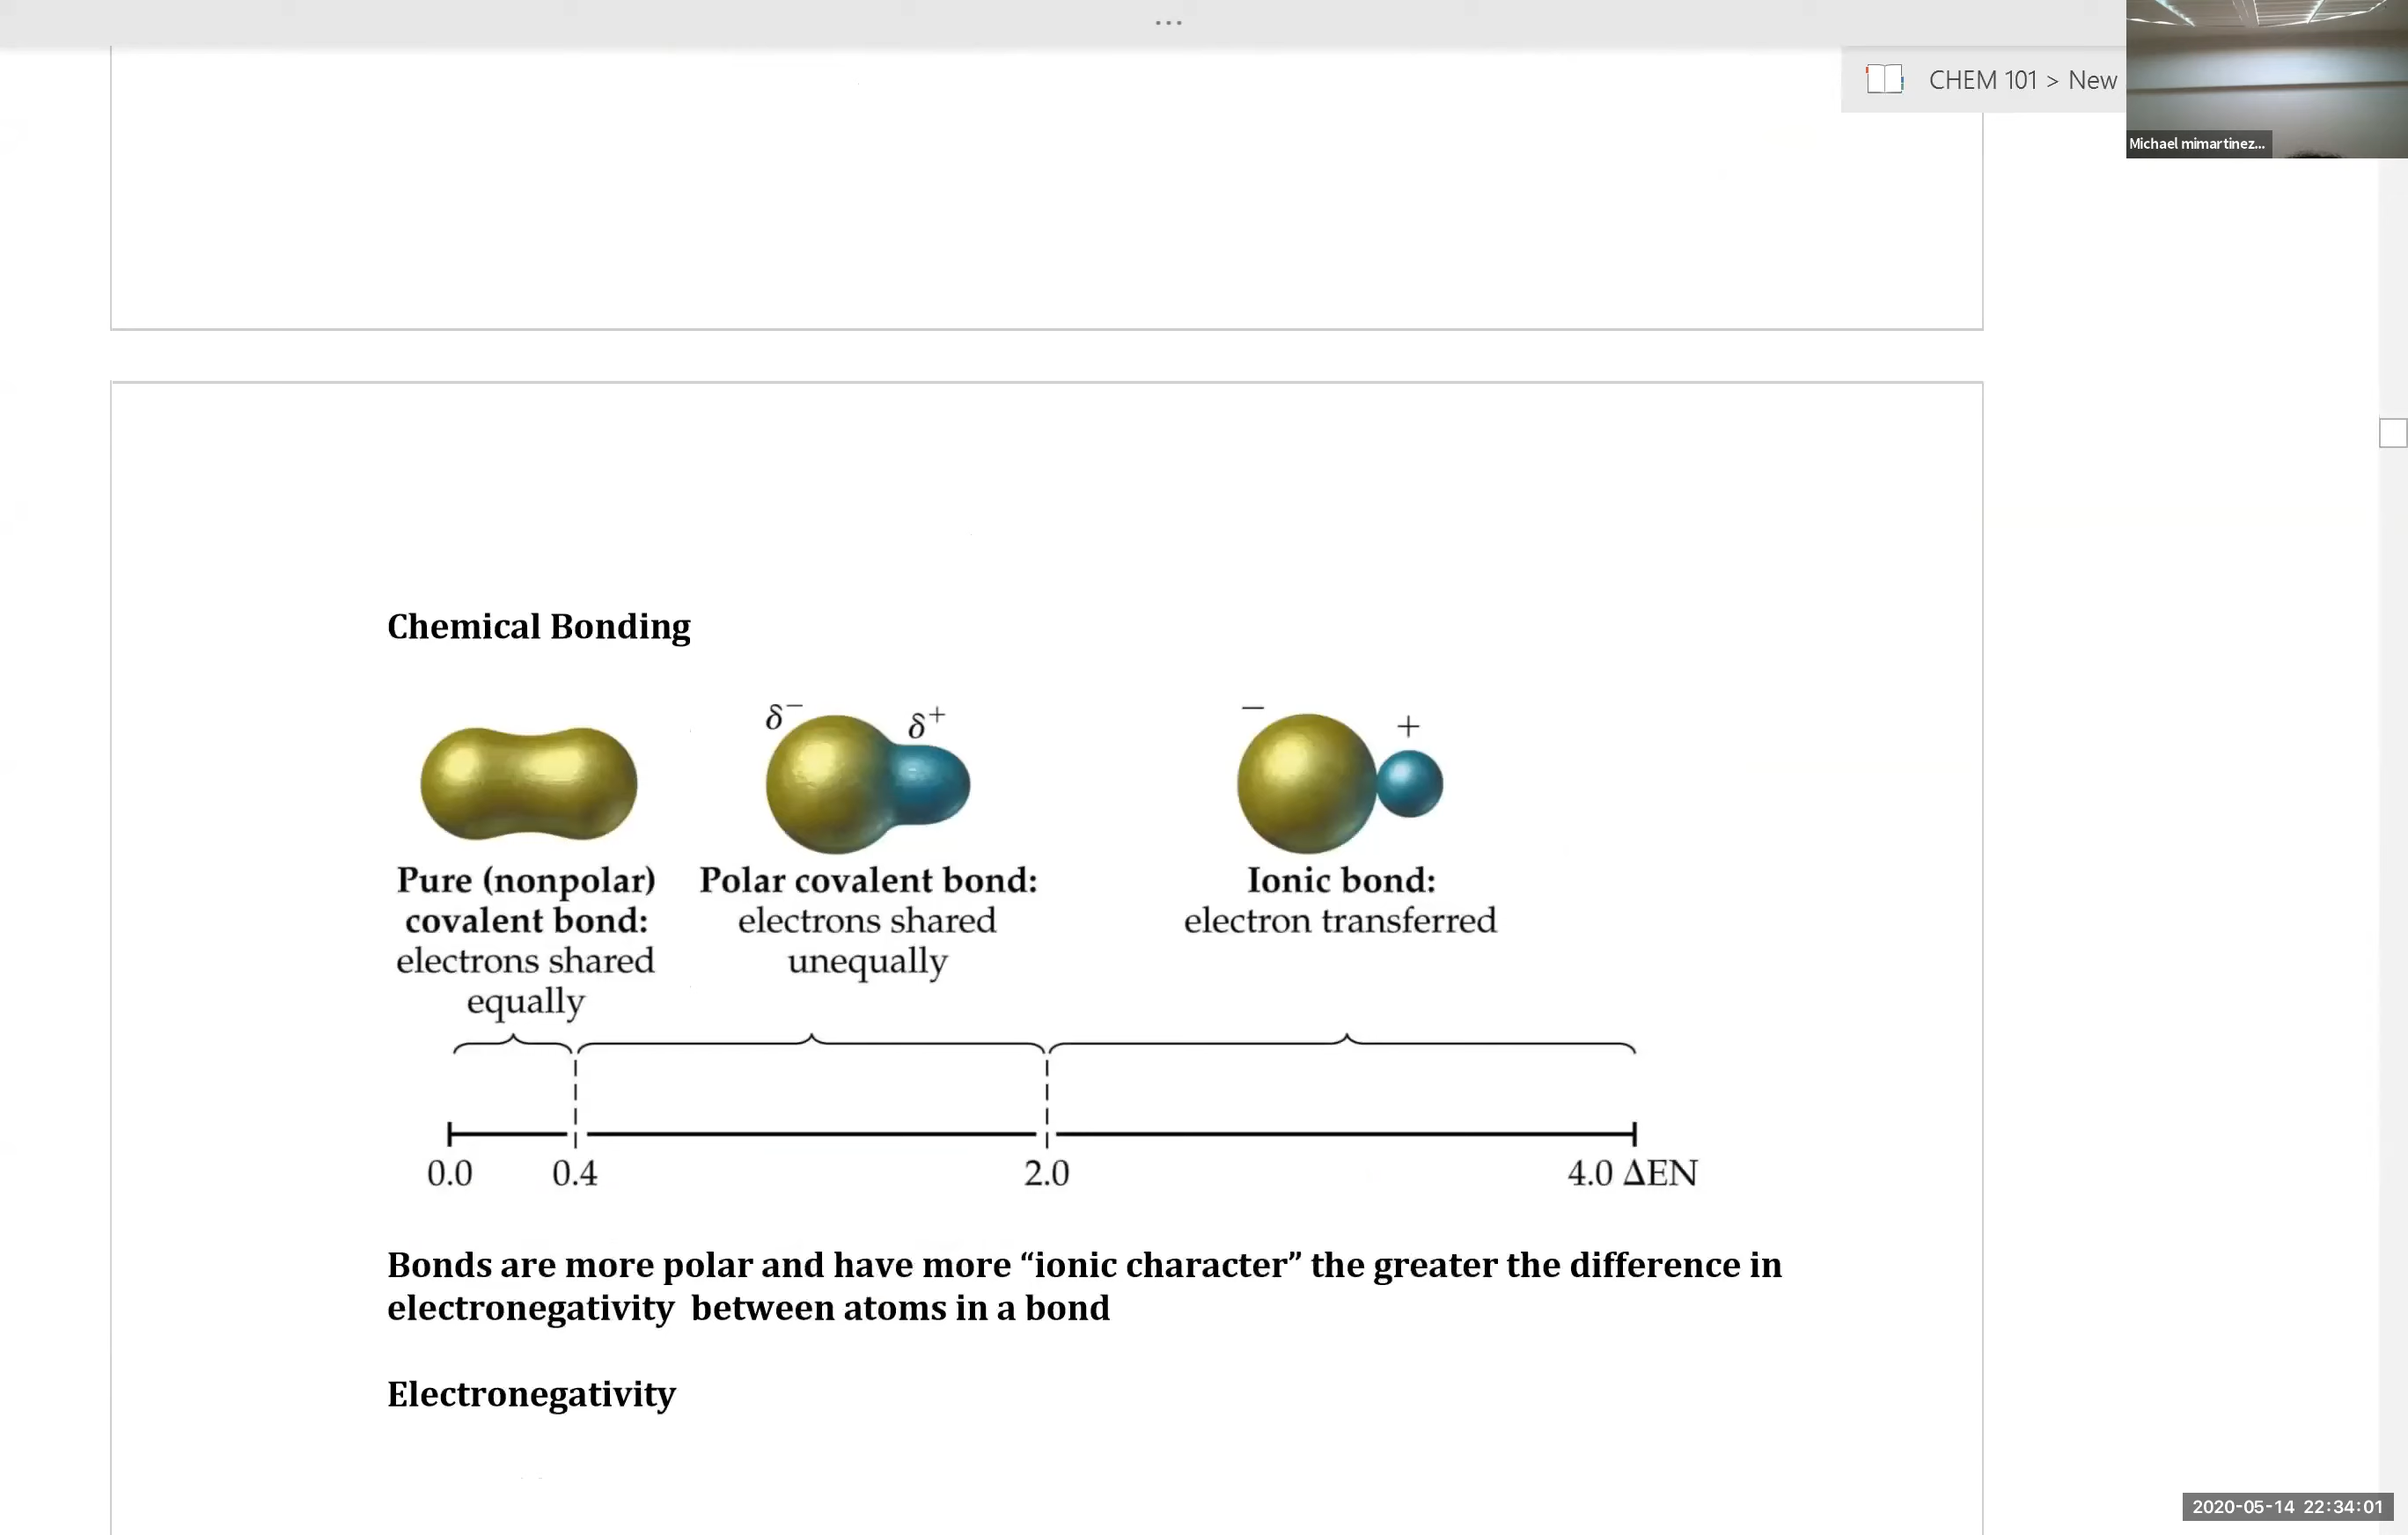 ...
CHEM 101 > New
Michael mimartinez...
Chemical Bonding
δ⁻
δ⁺
−
+
Pure (nonpolar)
covalent bond:
electrons shared
equally
Polar covalent bond:
electrons shared
unequally
Ionic bond:
electron transferred
0.0 0.4 2.0 4.0 ΔEN
Bonds are more polar and have more “ionic character” the greater the difference in
electronegativity  between atoms in a bond
Electronegativity
2020-05-14 22:34:01